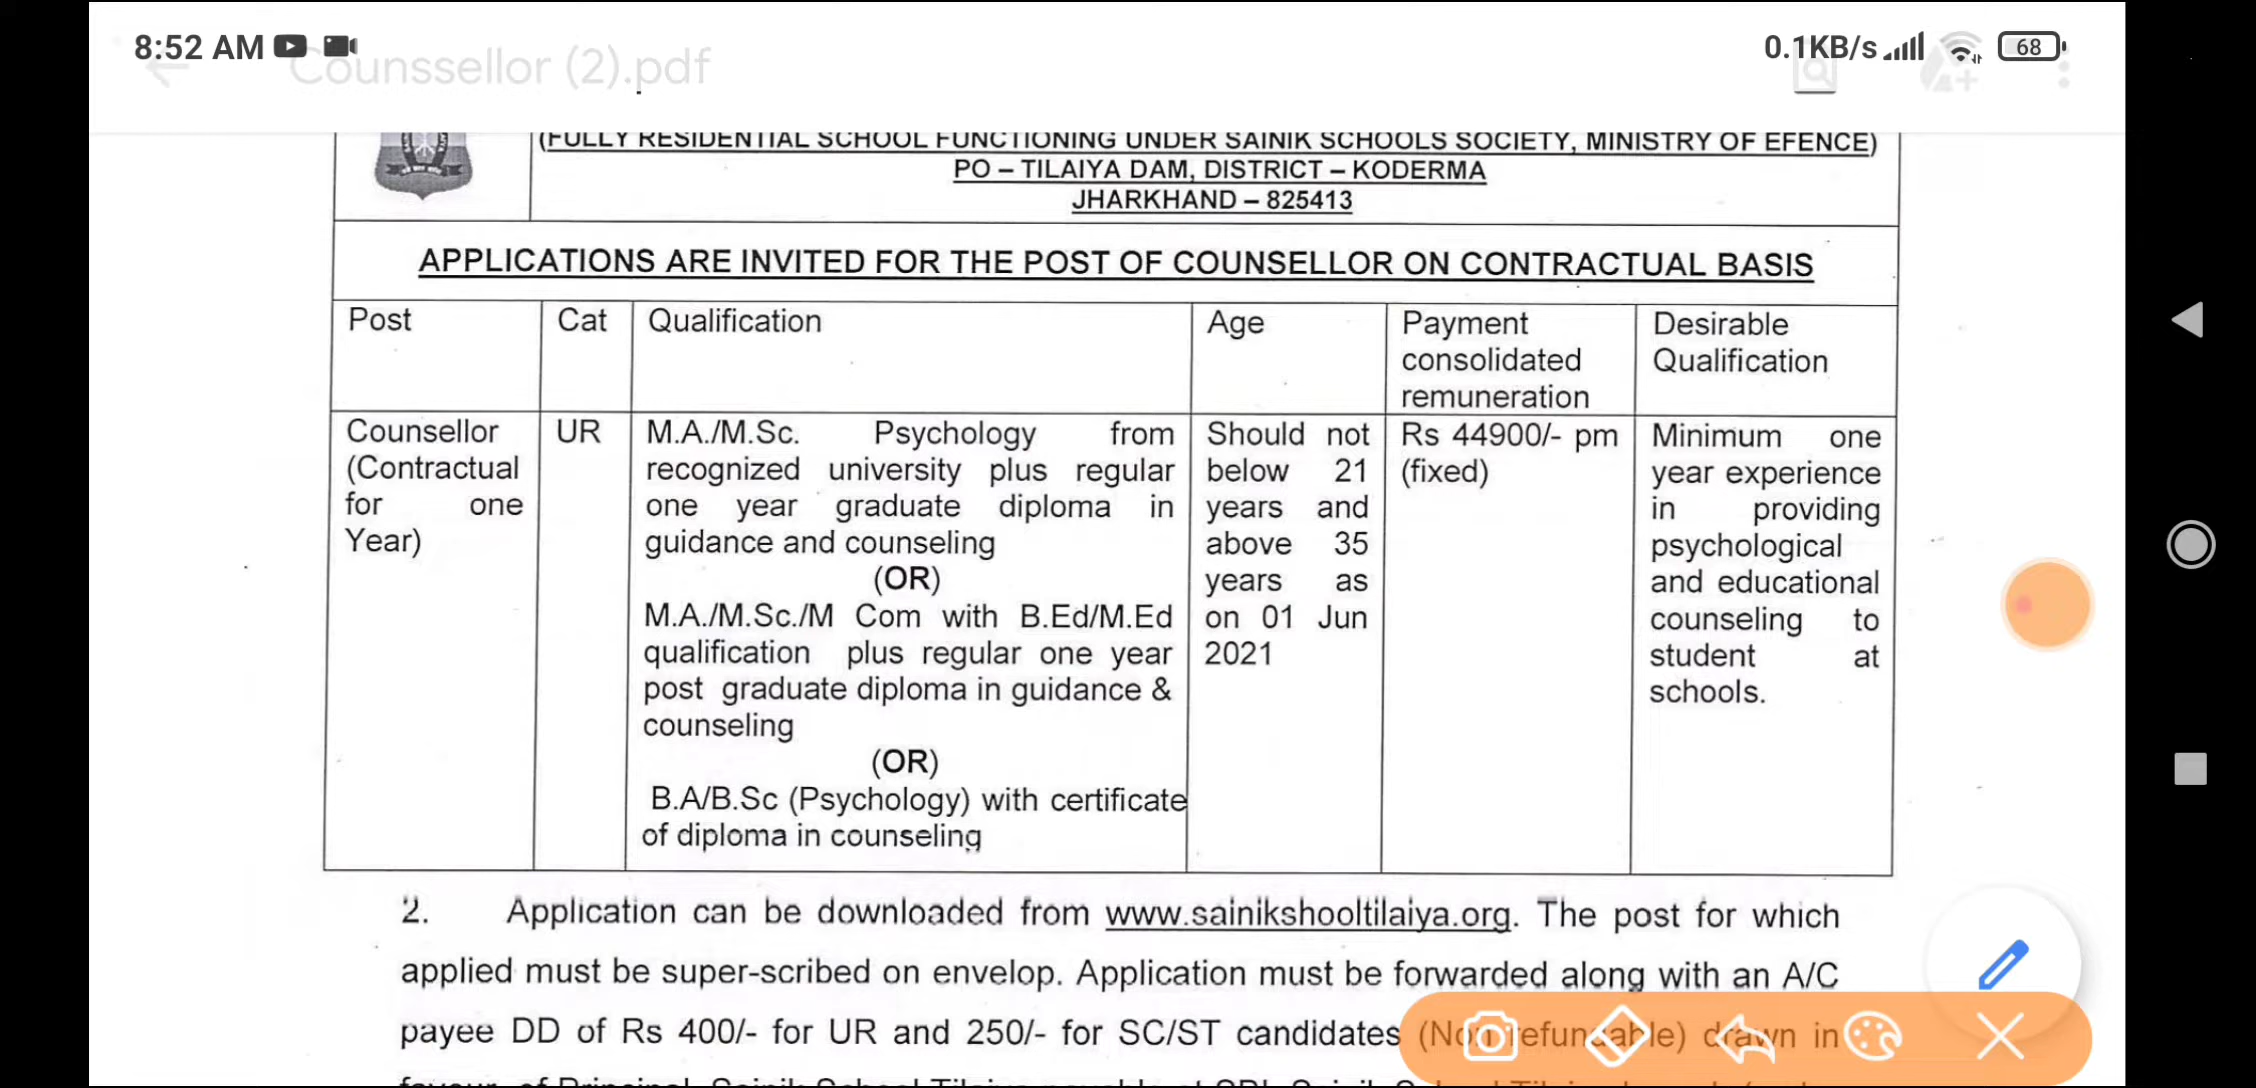 8:52 AM
0.1KB/s
68
Counssellor (2).pdf
(FULLY RESIDENTIAL SCHOOL FUNCTIONING UNDER SAINIK SCHOOLS SOCIETY, MINISTRY OF EFENCE)
PO – TILAIYA DAM, DISTRICT – KODERMA
JHARKHAND – 825413
APPLICATIONS ARE INVITED FOR THE POST OF COUNSELLOR ON CONTRACTUAL BASIS
Post
Cat
Qualification
Age
Payment
consolidated
remuneration
Desirable
Qualification
Counsellor
(Contractual
for one
Year)
UR
M.A./M.Sc. Psychology from
recognized university plus regular
one year graduate diploma in
guidance and counseling
(OR)
M.A./M.Sc./M Com with B.Ed/M.Ed
qualification plus regular one year
post graduate diploma in guidance &
counseling
(OR)
B.A/B.Sc (Psychology) with certificate
of diploma in counseling
Should not
below 21
years and
above 35
years as
on 01 Jun
2021
Rs 44900/- pm
(fixed)
Minimum one
year experience
in providing
psychological
and educational
counseling to
student at
schools.
2. Application can be downloaded from www.sainikshooltilaiya.org. The post for which
applied must be super-scribed on envelop. Application must be forwarded along with an A/C
payee DD of Rs 400/- for UR and 250/- for SC/ST candidates (Non refundable) drawn in